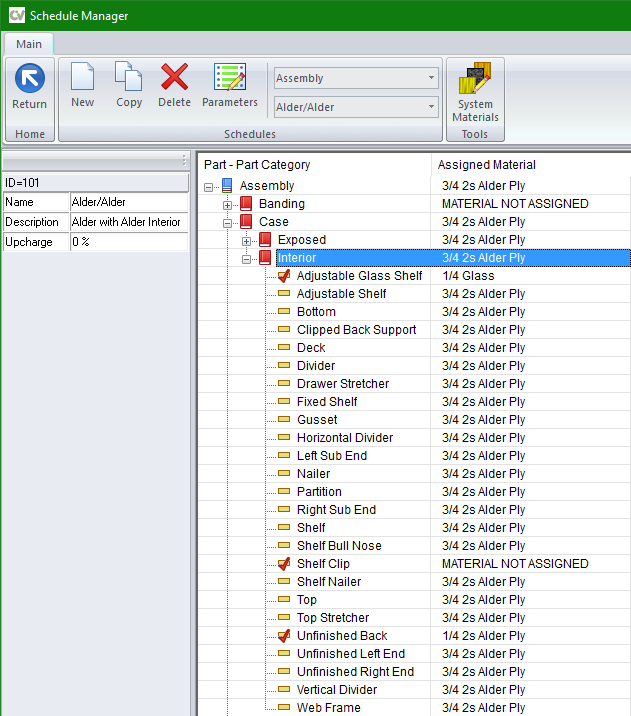 CV Schedule Manager
Main
Return
New
Copy
Delete
Parameters
Assembly
Alder/Alder
System
Materials
Home
Schedules
Tools
ID=101
Name Alder/Alder
Description Alder with Alder Interior
Upcharge 0 %
Part - Part Category Assigned Material
Assembly 3/4 2s Alder Ply
Banding MATERIAL NOT ASSIGNED
Case 3/4 2s Alder Ply
Exposed 3/4 2s Alder Ply
Interior 3/4 2s Alder Ply
Adjustable Glass Shelf 1/4 Glass
Adjustable Shelf 3/4 2s Alder Ply
Bottom 3/4 2s Alder Ply
Clipped Back Support 3/4 2s Alder Ply
Deck 3/4 2s Alder Ply
Divider 3/4 2s Alder Ply
Drawer Stretcher 3/4 2s Alder Ply
Fixed Shelf 3/4 2s Alder Ply
Gusset 3/4 2s Alder Ply
Horizontal Divider 3/4 2s Alder Ply
Left Sub End 3/4 2s Alder Ply
Nailer 3/4 2s Alder Ply
Partition 3/4 2s Alder Ply
Right Sub End 3/4 2s Alder Ply
Shelf 3/4 2s Alder Ply
Shelf Bull Nose 3/4 2s Alder Ply
Shelf Clip MATERIAL NOT ASSIGNED
Shelf Nailer 3/4 2s Alder Ply
Top 3/4 2s Alder Ply
Top Stretcher 3/4 2s Alder Ply
Unfinished Back 1/4 2s Alder Ply
Unfinished Left End 3/4 2s Alder Ply
Unfinished Right End 3/4 2s Alder Ply
Vertical Divider 3/4 2s Alder Ply
Web Frame 3/4 2s Alder Ply